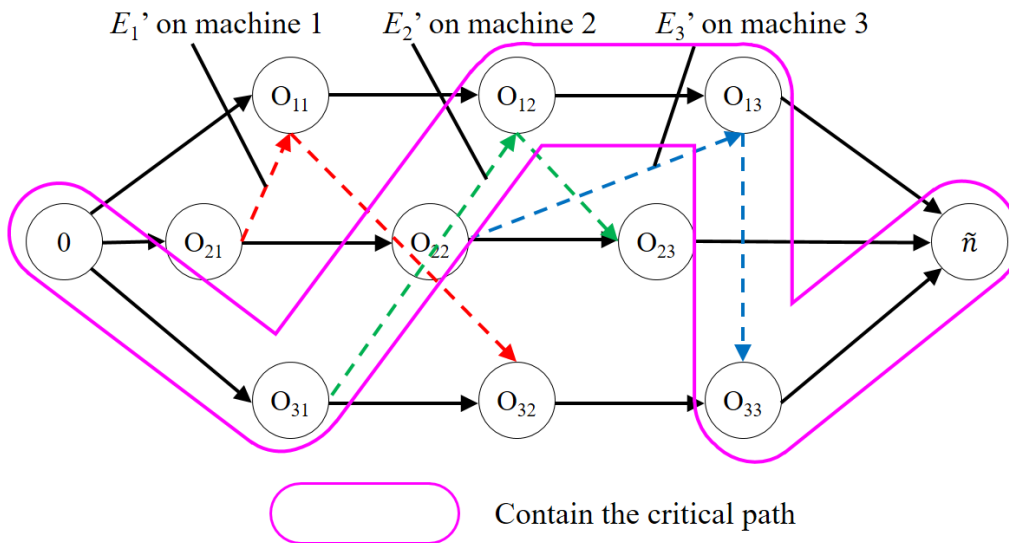 E₁’ on machine 1 E₂’ on machine 2 E₃’ on machine 3
O₁₁ O₁₂ O₁₃
0 O₂₁ O₂₂ O₂₃ ñ
O₃₁ O₃₂ O₃₃
Contain the critical path